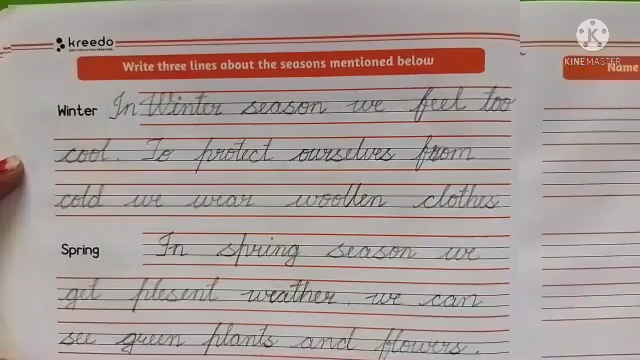 kreedo
KINEMASTER
Write three lines about the seasons mentioned below
Name
Winter In Winter season we feel too
cool. To protect ourselves from
cold we wear woollen clothes
Spring In spring season we
get plesent weather. we can
see green plants and flowers.